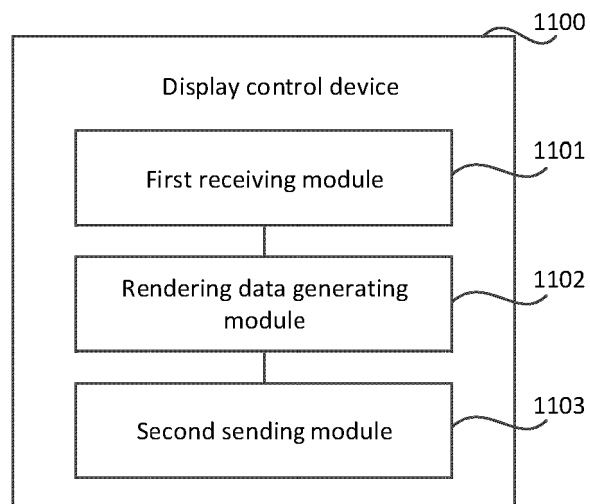 1100
Display control device
1101
First receiving module
1102
Rendering data generating
module
1103
Second sending module